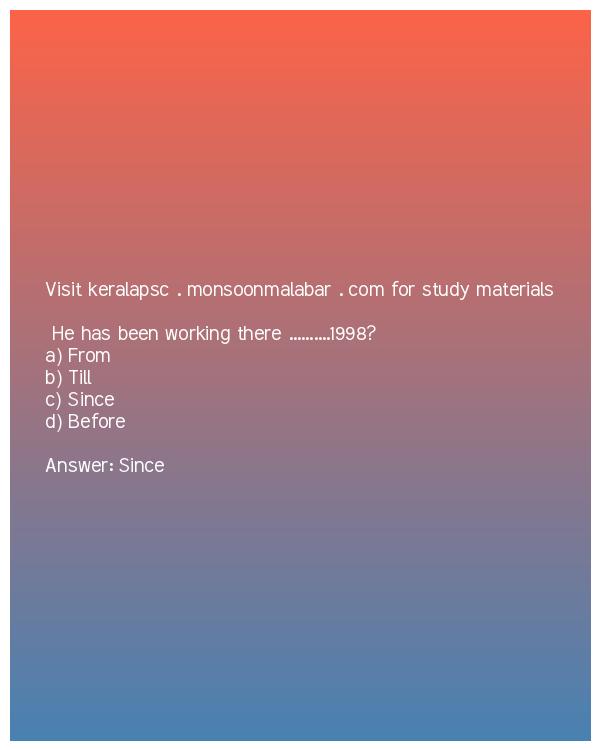 Visit keralapsc . monsoonmalabar . com for study materials
He has been working there ..........1998?
a) From
b) Till
c) Since
d) Before
Answer: Since